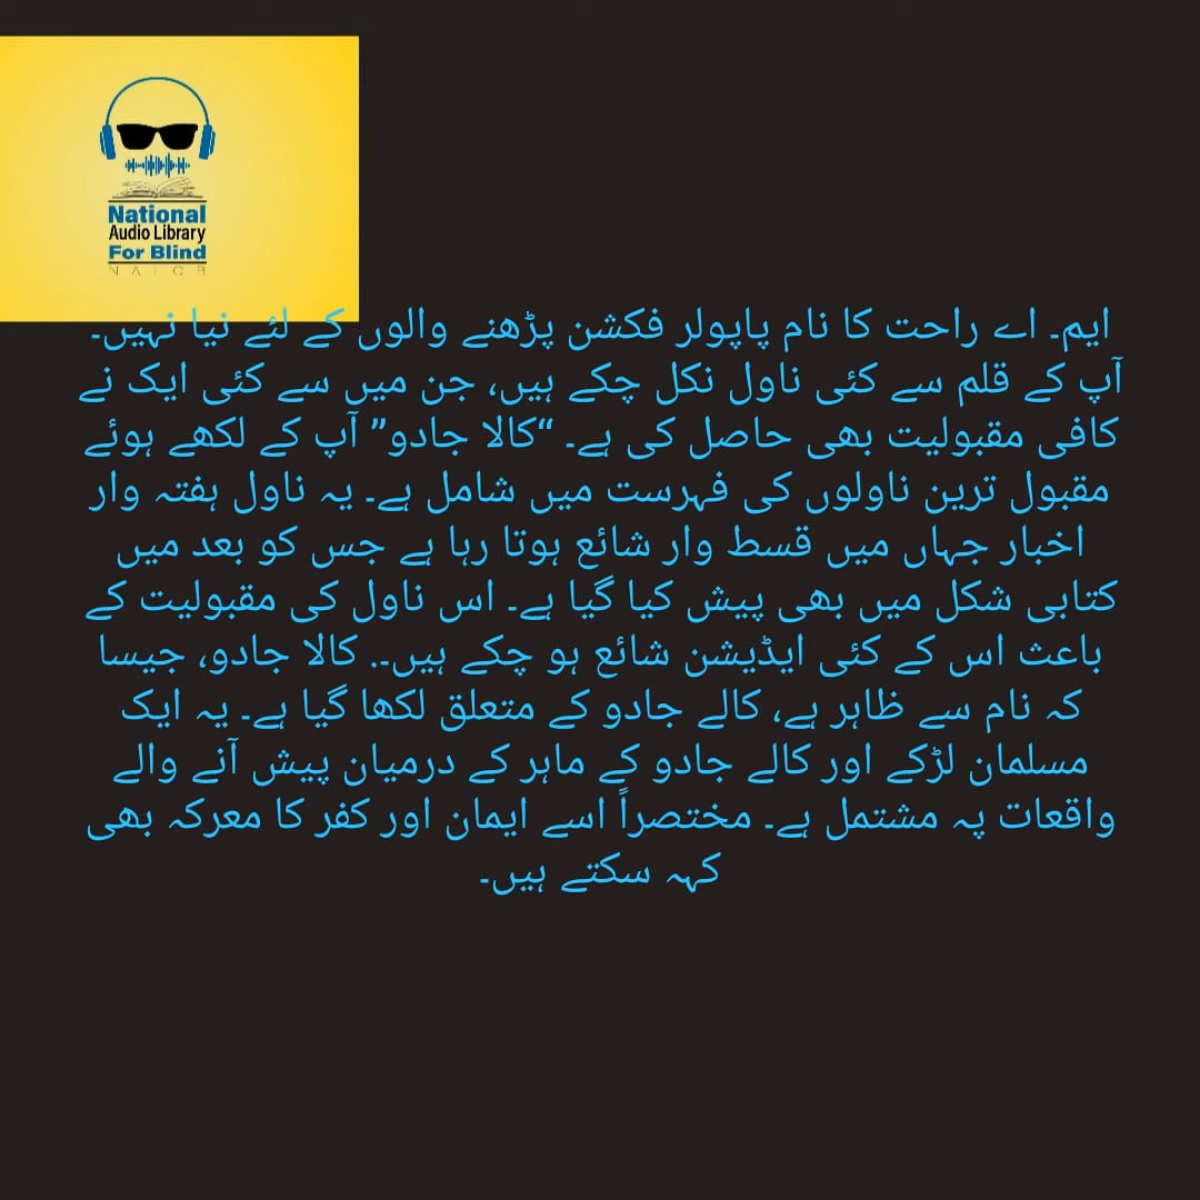 National
Audio Library
For Blind
N A L C B
ایم۔ اے راحت کا نام پاپولر فکشن پڑھنے والوں کے لئے نیا نہیں۔
آپ کے قلم سے کئی ناول نکل چکے ہیں، جن میں سے کئی ایک نے
کافی مقبولیت بھی حاصل کی ہے۔ “کالا جادو” آپ کے لکھے ہوئے
مقبول ترین ناولوں کی فہرست میں شامل ہے۔ یہ ناول ہفتہ وار
اخبار جہاں میں قسط وار شائع ہوتا رہا ہے جس کو بعد میں
کتابی شکل میں بھی پیش کیا گیا ہے۔ اس ناول کی مقبولیت کے
باعث اس کے کئی ایڈیشن شائع ہو چکے ہیں۔. کالا جادو، جیسا
کہ نام سے ظاہر ہے، کالے جادو کے متعلق لکھا گیا ہے۔ یہ ایک
مسلمان لڑکے اور کالے جادو کے ماہر کے درمیان پیش آنے والے
واقعات پہ مشتمل ہے۔ مختصراً اسے ایمان اور کفر کا معرکہ بھی
کہہ سکتے ہیں۔